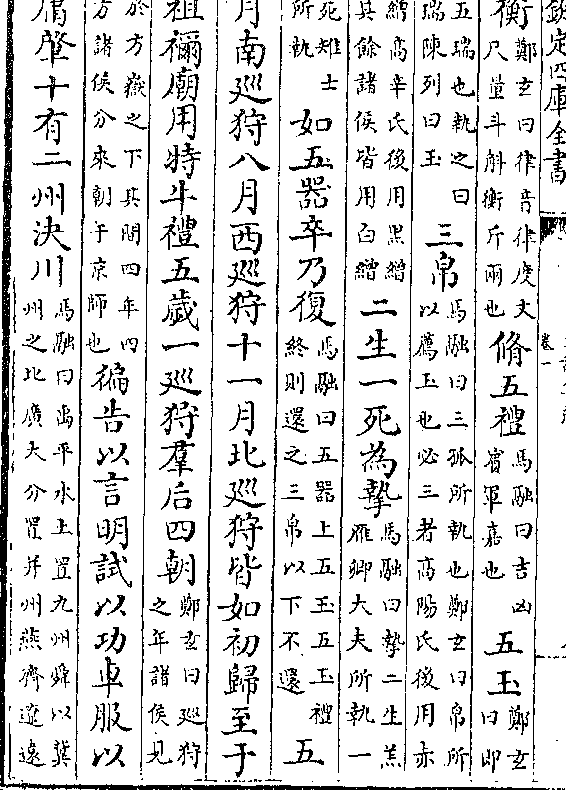 欽定四庫全書
卷一
衡鄭玄曰律音律度丈尺量斗斛衡斤兩也脩五禮馬融曰吉凶賓軍嘉也五玉鄭玄曰即
五瑞也執之曰瑞陳列曰玉三帛馬融曰三孤所執也鄭玄曰帛所以薦玉也必三者高陽氏後用赤
繒高辛氏後用黑繒其餘諸侯皆用白繒二生一死為摯馬融曰摯二生羔雁卿大夫所執一
死雉士所執如五器卒乃復馬融曰五器上五玉五玉禮終則還之三帛以下不還五
月南巡狩八月西巡狩十一月北巡狩皆如初歸至于
祖禰廟用特牛禮五歲一巡狩羣后四朝鄭玄曰巡狩之年諸侯見
於方嶽之下其間四年四方諸侯分來朝于京師也徧告以言明試以功車服以
庸肇十有二州決川馬融曰禹平水土置九州舜以冀州之北廣大分置并州燕齊遼遠